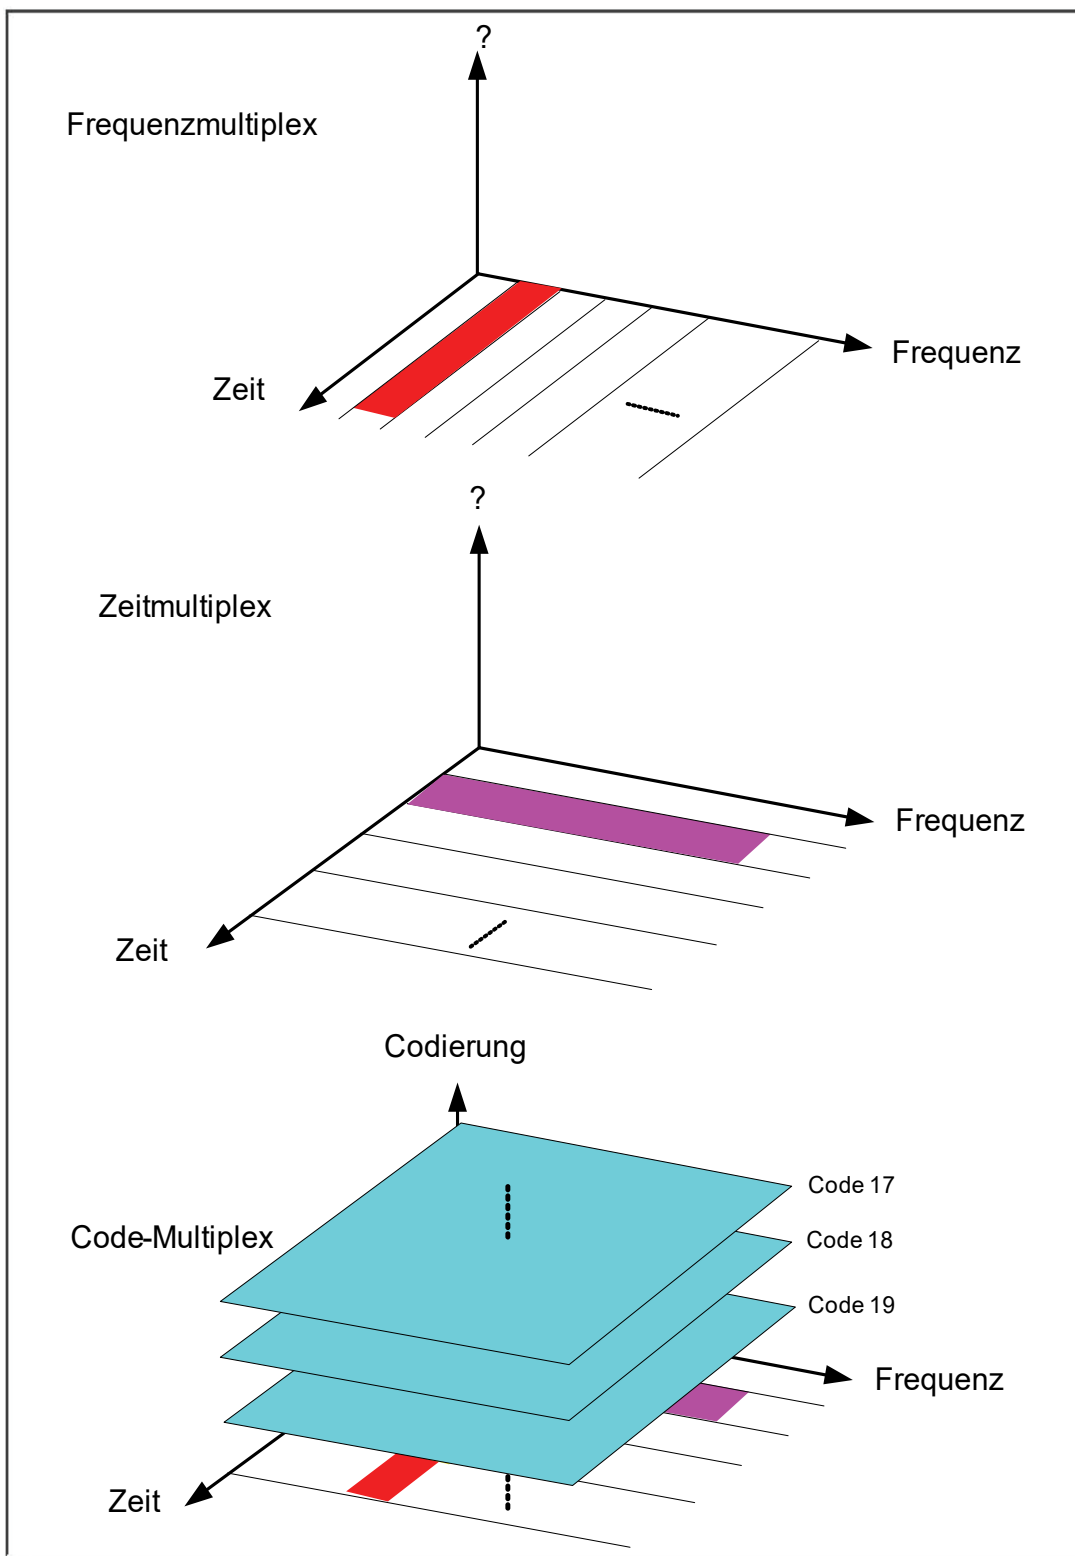 ?
Frequenzmultiplex
Frequenz
Zeit
?
Zeitmultiplex
Frequenz
Zeit
Codierung
Code 17
Code-Multiplex
Code 18
Code 19
Frequenz
Zeit